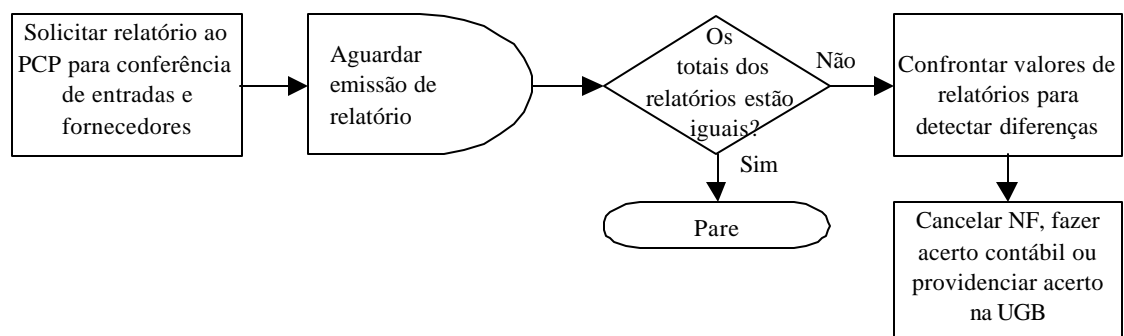 Solicitar relatório ao
PCP para conferência
de entradas e
fornecedores
Aguardar
emissão de
relatório
Os
totais dos
relatórios estão
iguais?
Não
Sim
Confrontar valores de
relatórios para
detectar diferenças
Pare
Cancelar NF, fazer
acerto contábil ou
providenciar acerto
na UGB